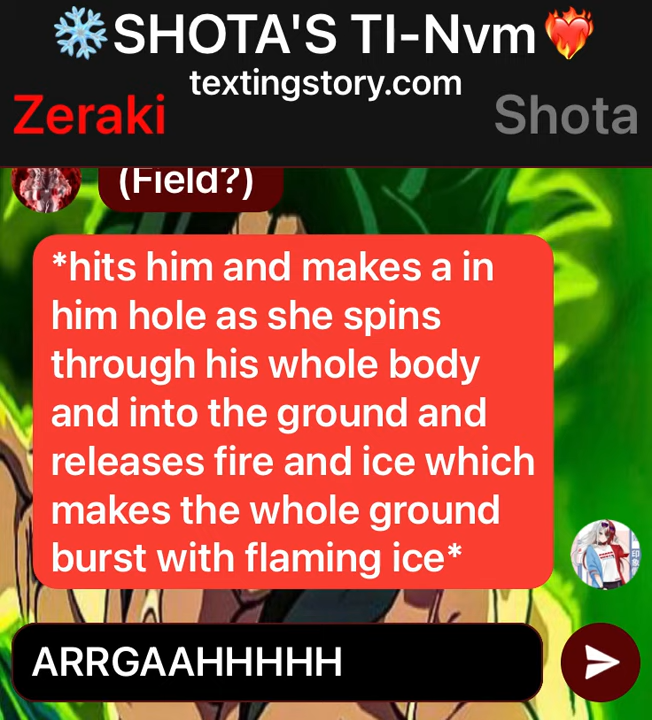 ❄️SHOTA'S TI-Nvm❤️‍🔥
textingstory.com
Zeraki
Shota
(Field?)
*hits him and makes a in
him hole as she spins
through his whole body
and into the ground and
releases fire and ice which
makes the whole ground
burst with flaming ice*
ARRGAAHHHHH